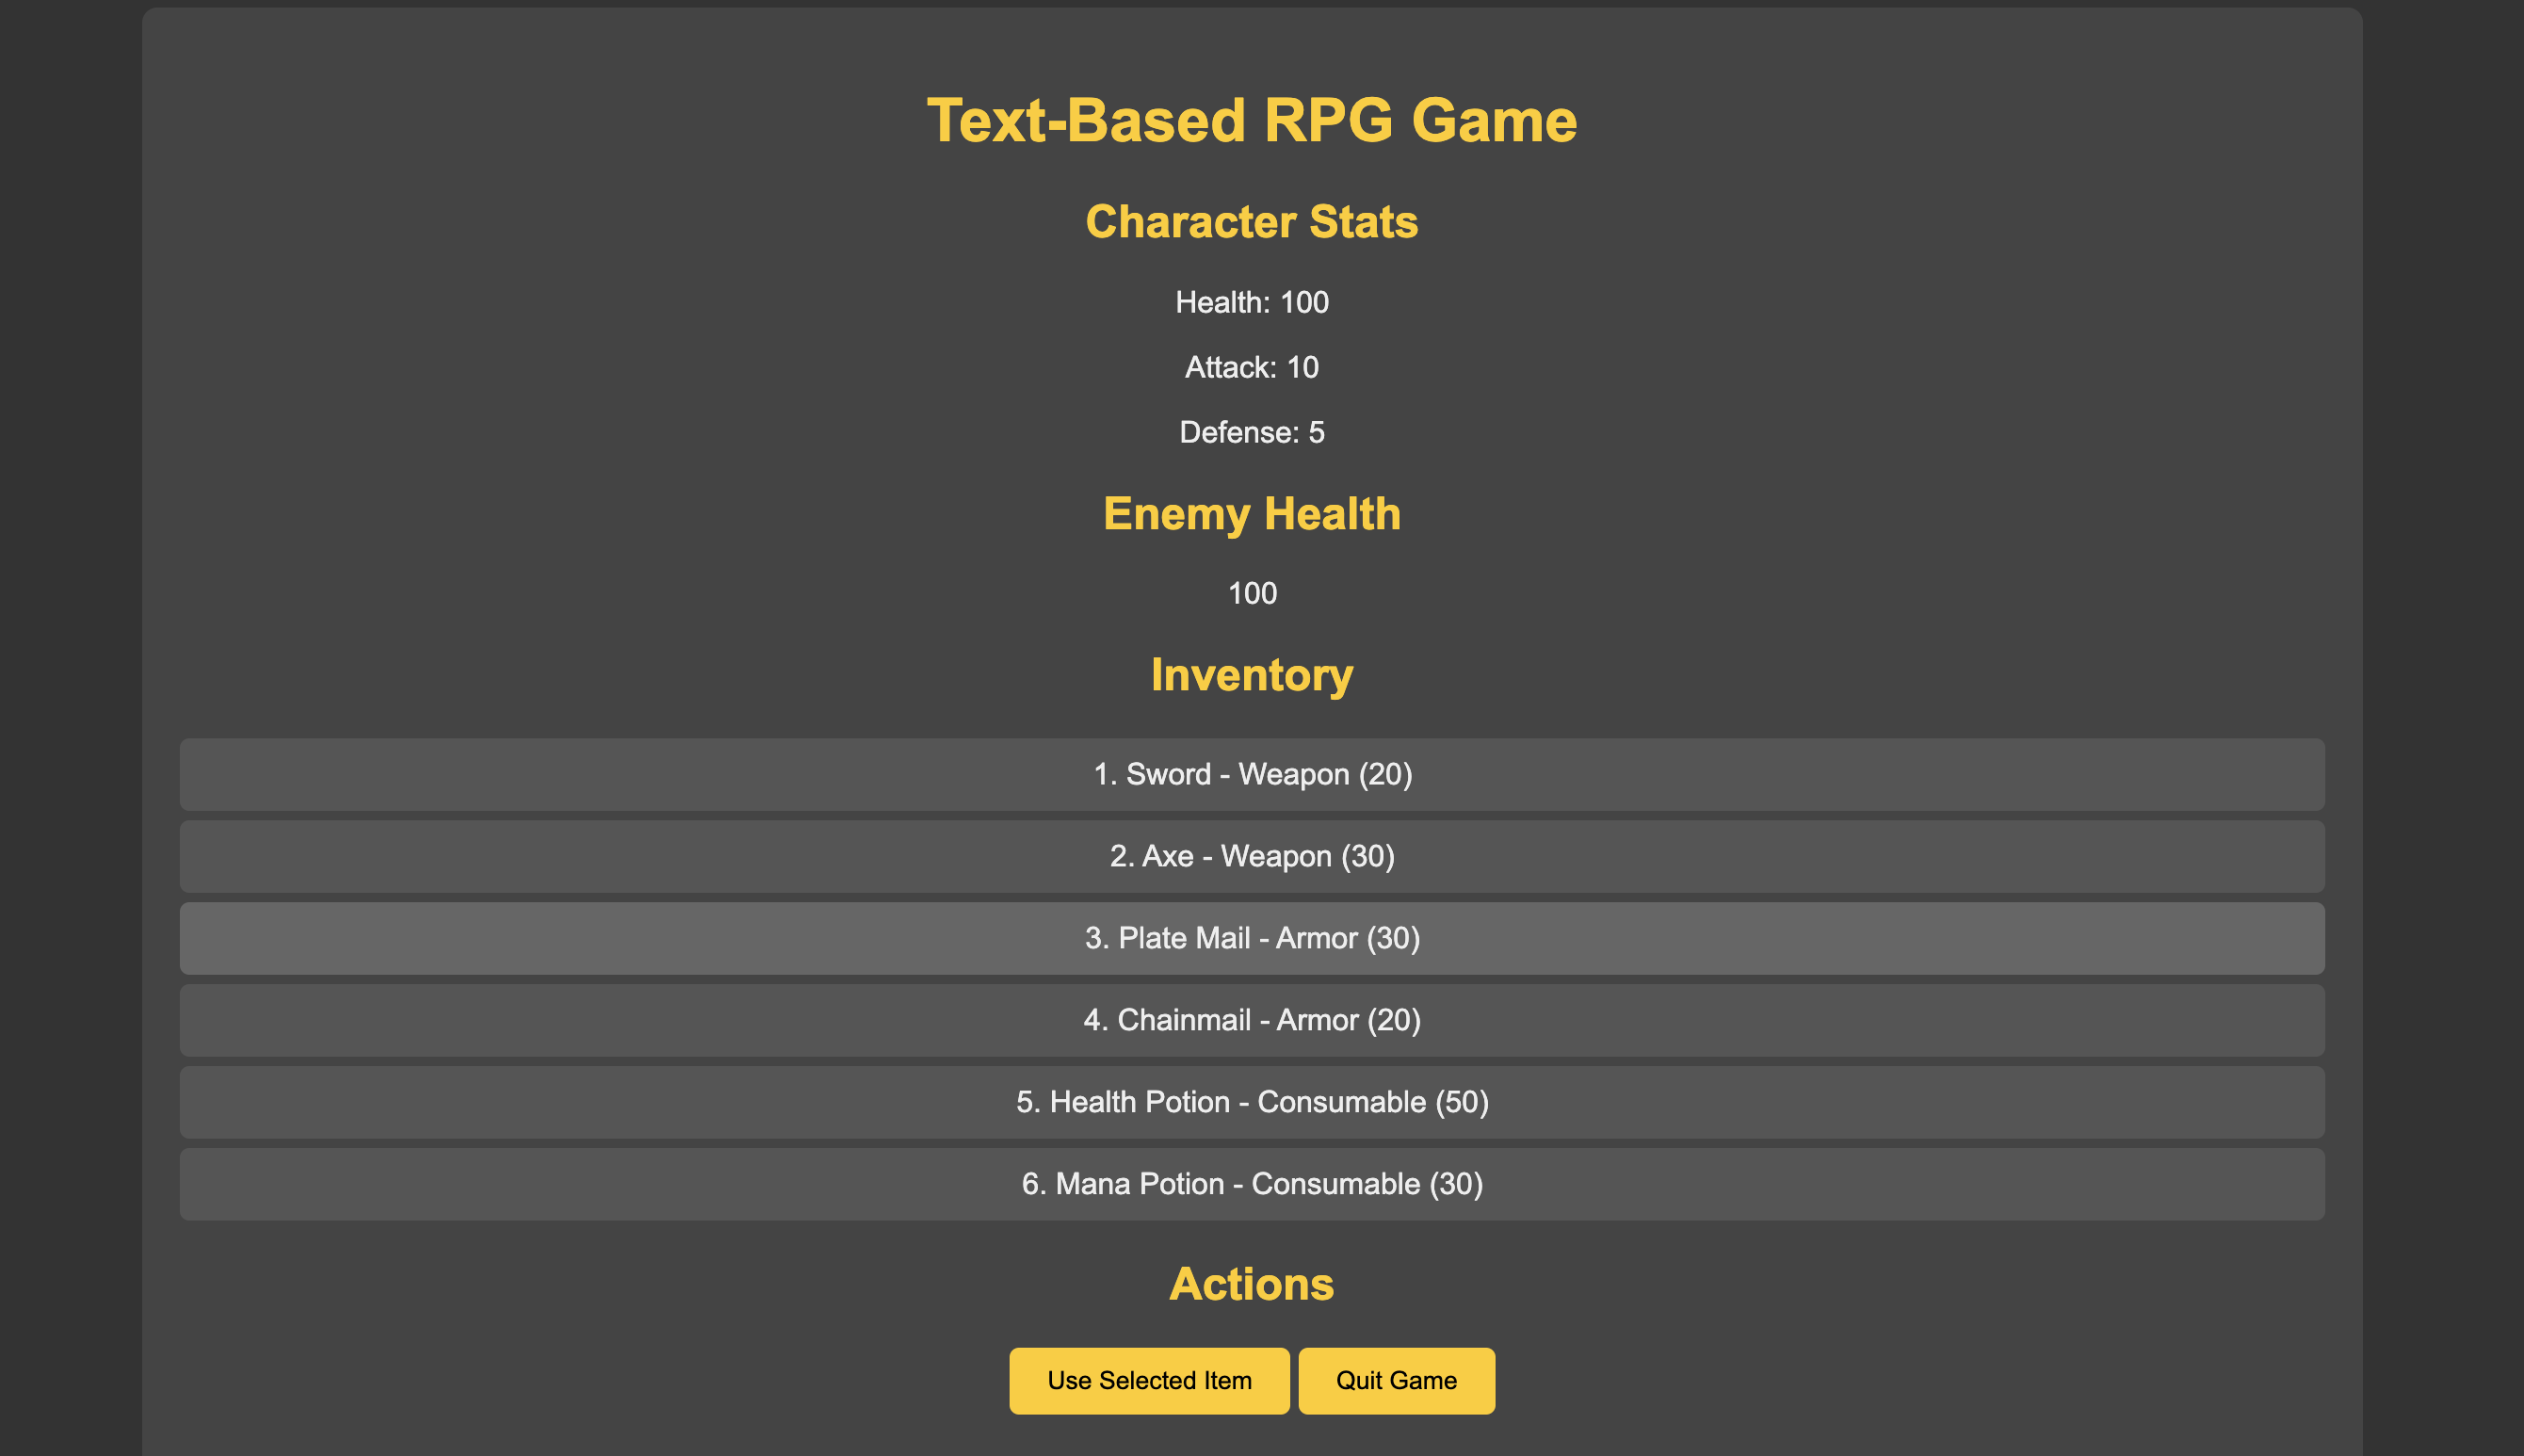 Text-Based RPG Game
Character Stats
Health: 100
Attack: 10
Defense: 5
Enemy Health
100
Inventory
1. Sword - Weapon (20)
2. Axe - Weapon (30)
3. Plate Mail - Armor (30)
4. Chainmail - Armor (20)
5. Health Potion - Consumable (50)
6. Mana Potion - Consumable (30)
Actions
Use Selected Item
Quit Game